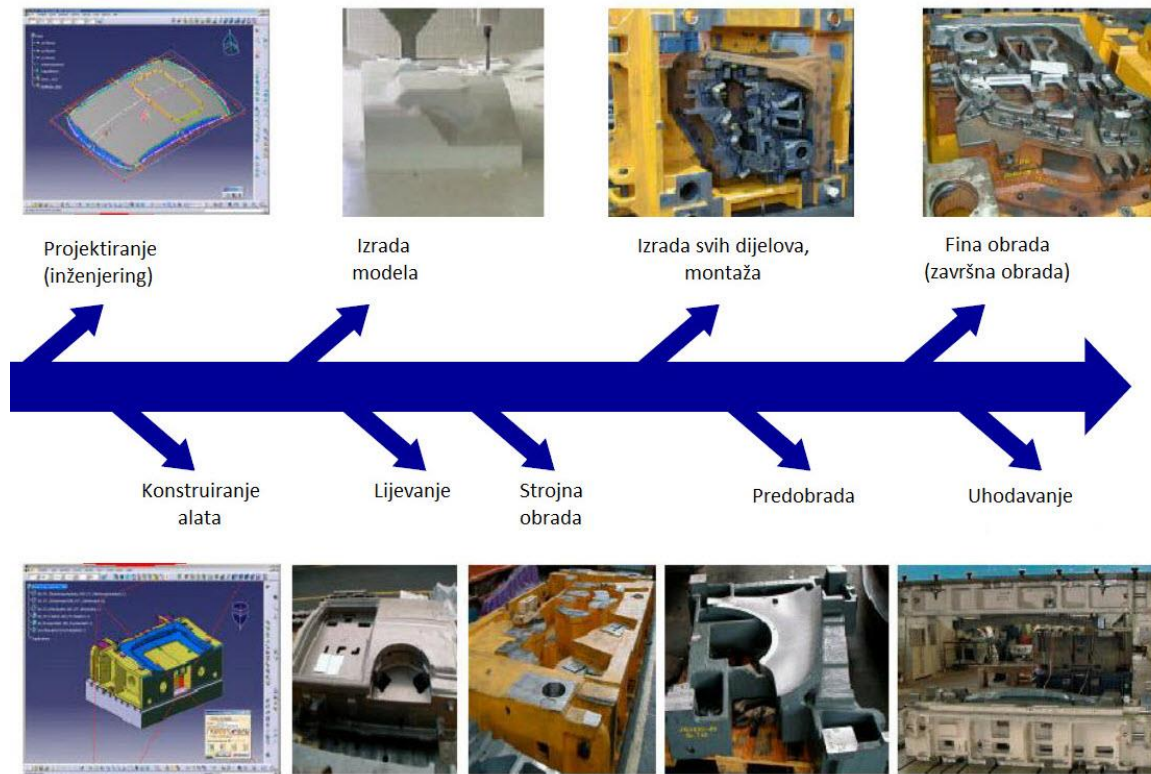 Projektiranje
(inženjering)
Izrada
modela
Izrada svih dijelova,
montaža
Fina obrada
(završna obrada)
Konstruiranje
alata
Lijevanje
Strojna
obrada
Predobrada
Uhodavanje